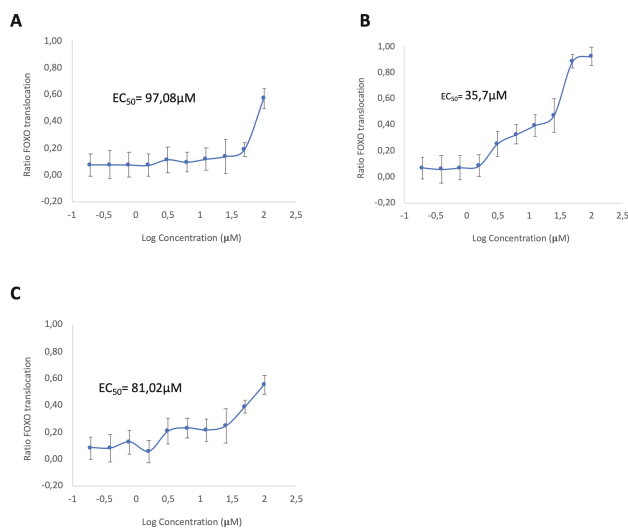 A
1,00
0,80
0,60
0,40
0,20
0,00
-0,20
Ratio FOXO translocation
EC50= 97,08μM
-1 -0,5 0 0,5 1 1,5 2 2,5
Log Concentration (μM)
B
1,00
0,80
0,60
0,40
0,20
0,00
-0,20
Ratio FOXO translocation
EC50= 35,7μM
-1 -0,5 0 0,5 1 1,5 2 2,5
Log Concentration (μM)
C
1,00
0,80
0,60
0,40
0,20
0,00
-0,20
Ratio FOXO translocation
EC50= 81,02μM
-1 -0,5 0 0,5 1 1,5 2 2,5
Log Concentration (μM)